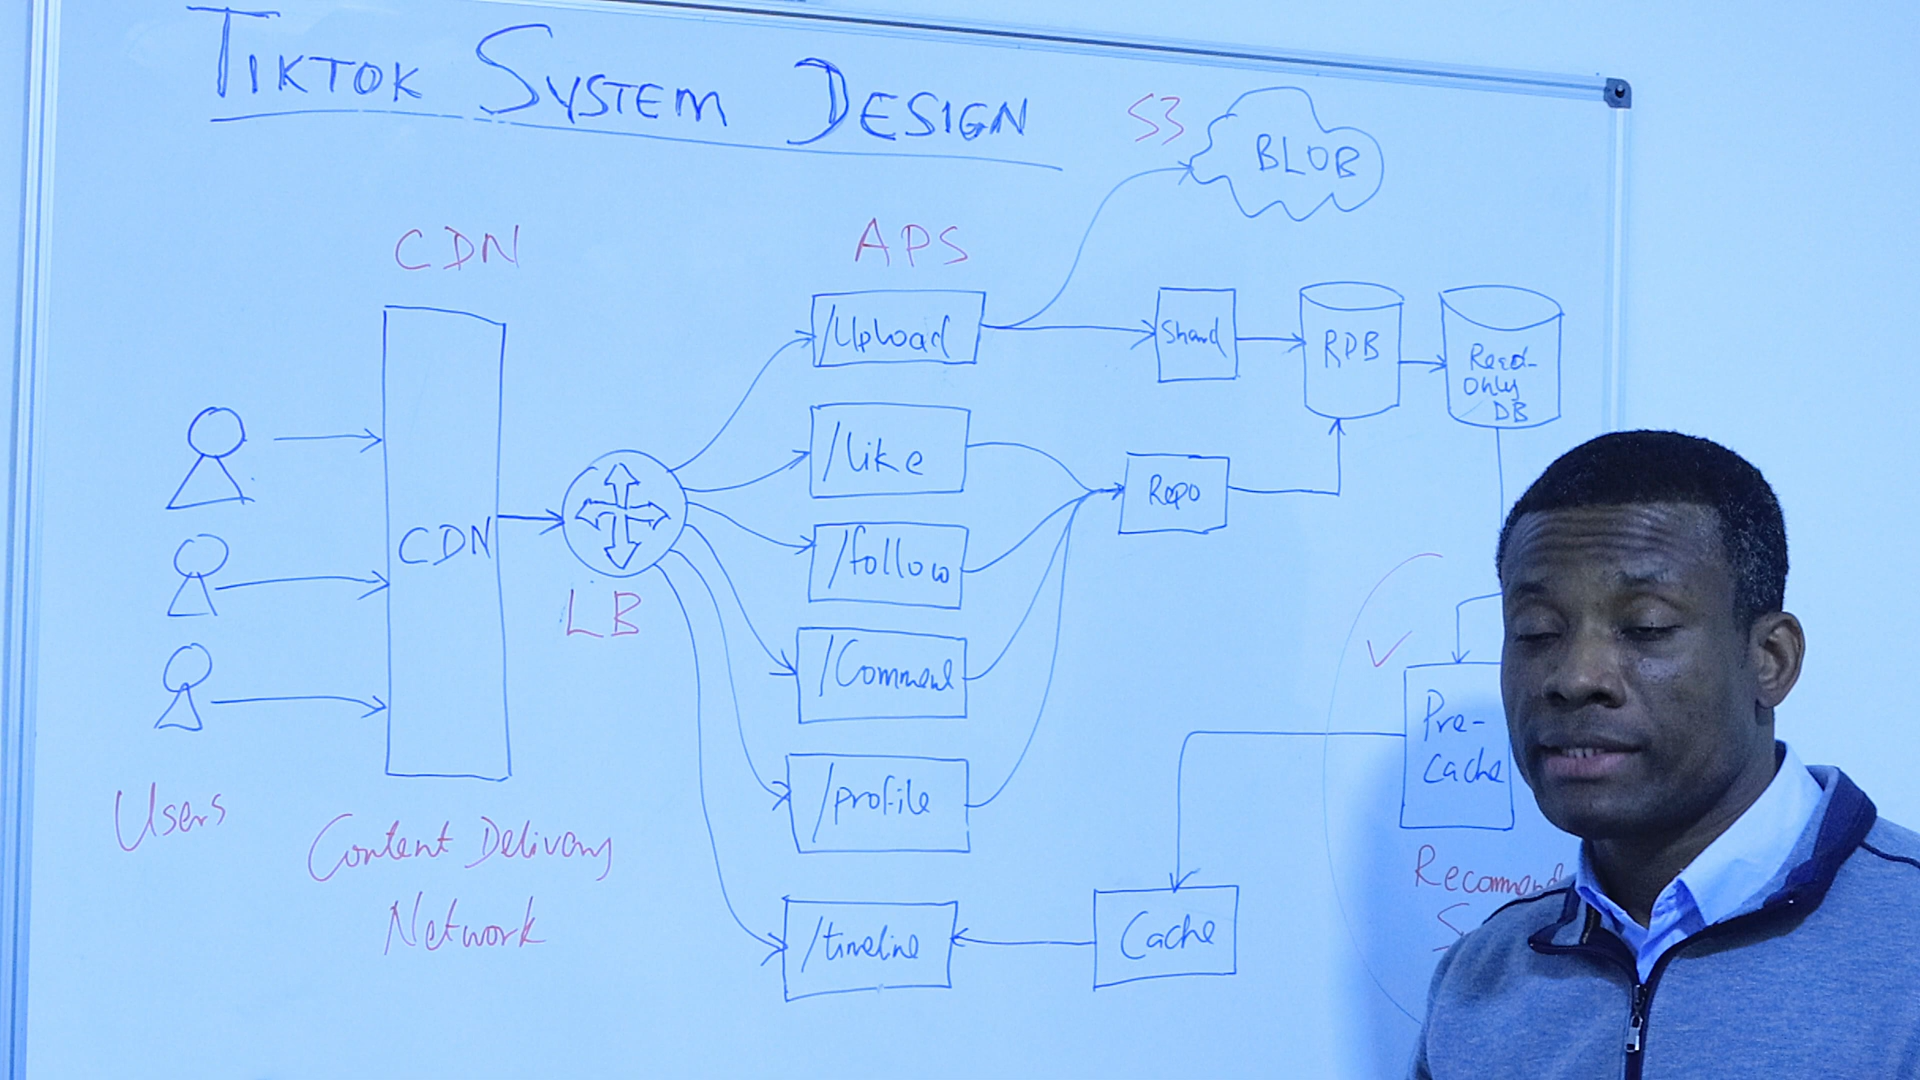 TIKTOK SYSTEM DESIGN
S3
BLOB
CDN
APS
/Upload
Shard
RDB
Read-
Only
DB
/like
Repo
CDN
/follow
LB
/Comment
Pre-
Cache
Users
/profile
Content Delivery
Network
Recommend
/timeline
Cache